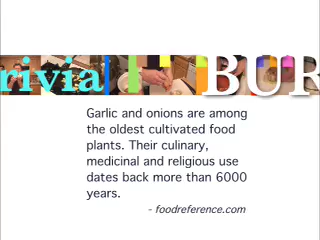 rivia BUR
Garlic and onions are among
the oldest cultivated food
plants. Their culinary,
medicinal and religious use
dates back more than 6000
years.
- foodreference.com